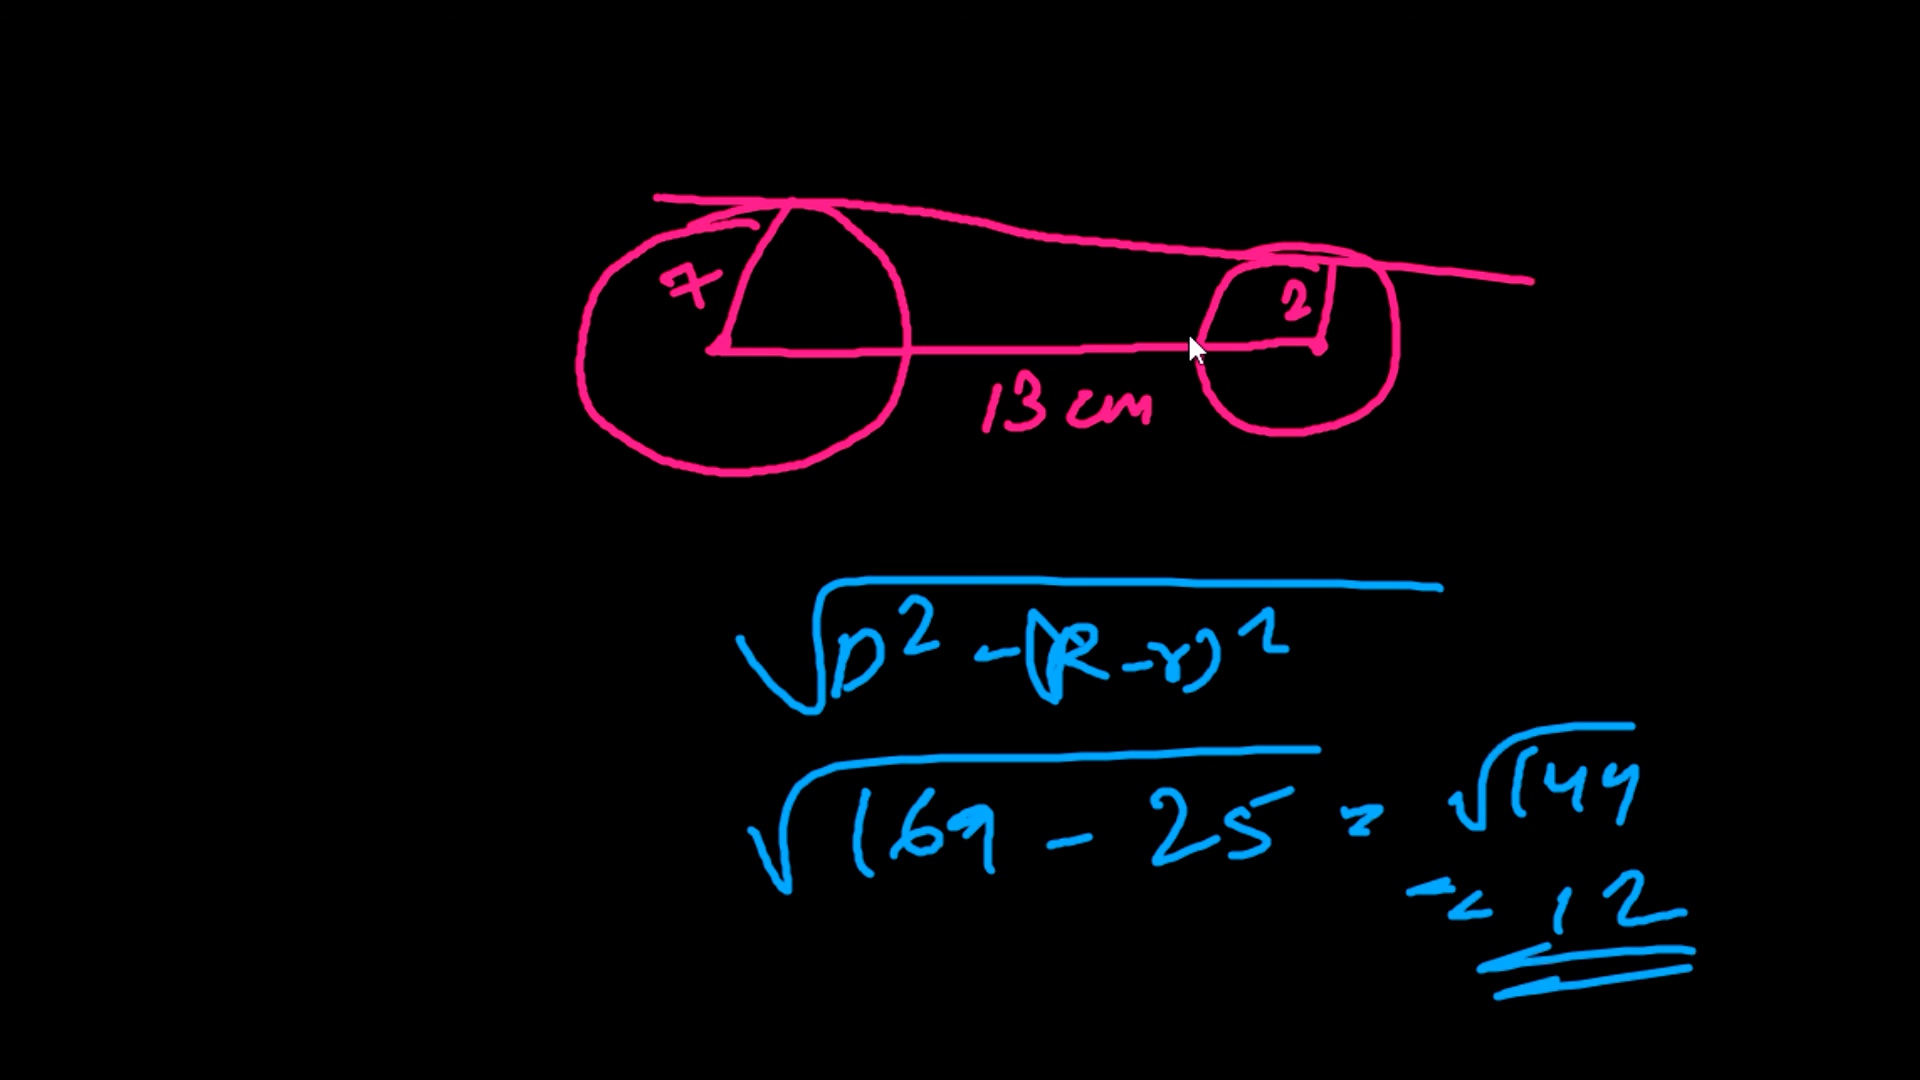 7
2
13 cm
√D² - (R - r)²
√169 - 25 = √144
= 12